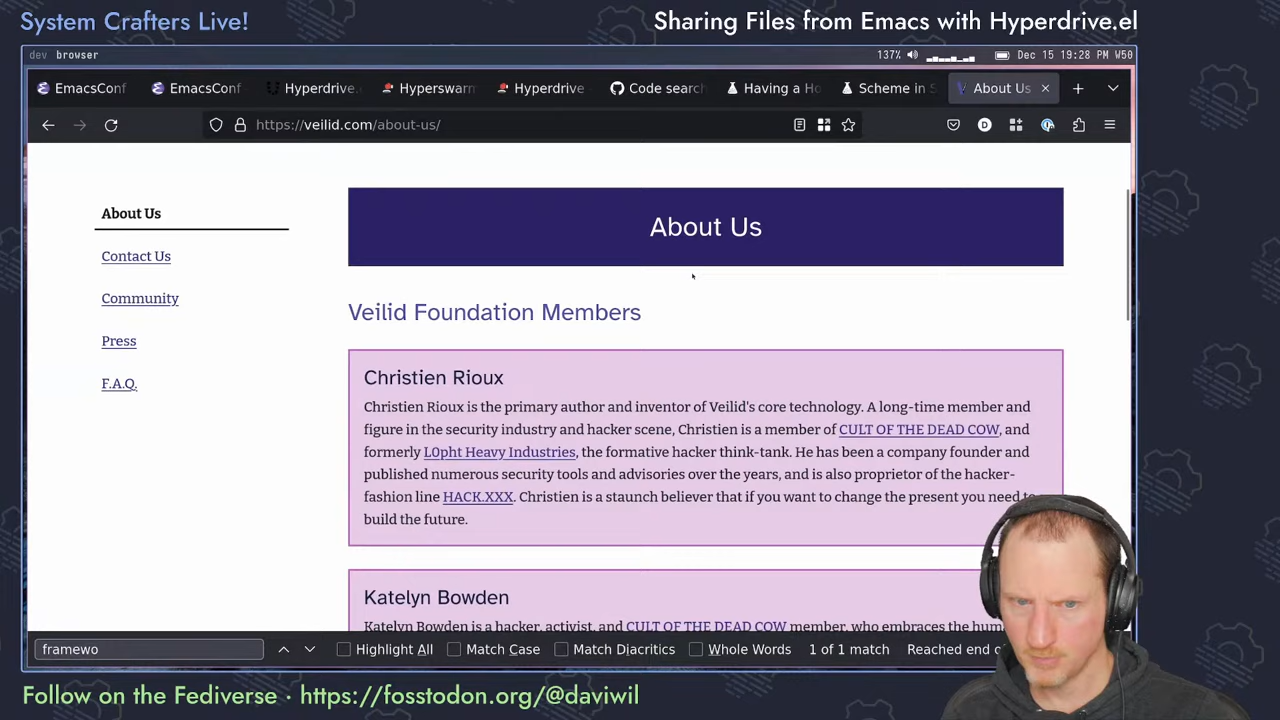 System Crafters Live!
Sharing Files from Emacs with Hyperdrive.el
dev browser
137%
Dec 15 19:28 PM W50
EmacsConf
EmacsConf
Hyperdrive.
Hyperswarm
Hyperdrive
Code search
Having a Ho
Scheme in S
About Us
https://veilid.com/about-us/
About Us
Contact Us
Community
Press
F.A.Q.
About Us
Veilid Foundation Members
Christien Rioux
Christien Rioux is the primary author and inventor of Veilid's core technology. A long-time member and
figure in the security industry and hacker scene, Christien is a member of CULT OF THE DEAD COW, and
formerly L0pht Heavy Industries, the formative hacker think-tank. He has been a company founder and
published numerous security tools and advisories over the years, and is also proprietor of the hacker-
fashion line HACK.XXX. Christien is a staunch believer that if you want to change the present you need to
build the future.
Katelyn Bowden
Katelyn Bowden is a hacker, activist, and CULT OF THE DEAD COW member, who embraces the
framewo
Highlight All
Match Case
Match Diacritics
Whole Words
1 of 1 match
Reached end
Follow on the Fediverse · https://fosstodon.org/@daviwil